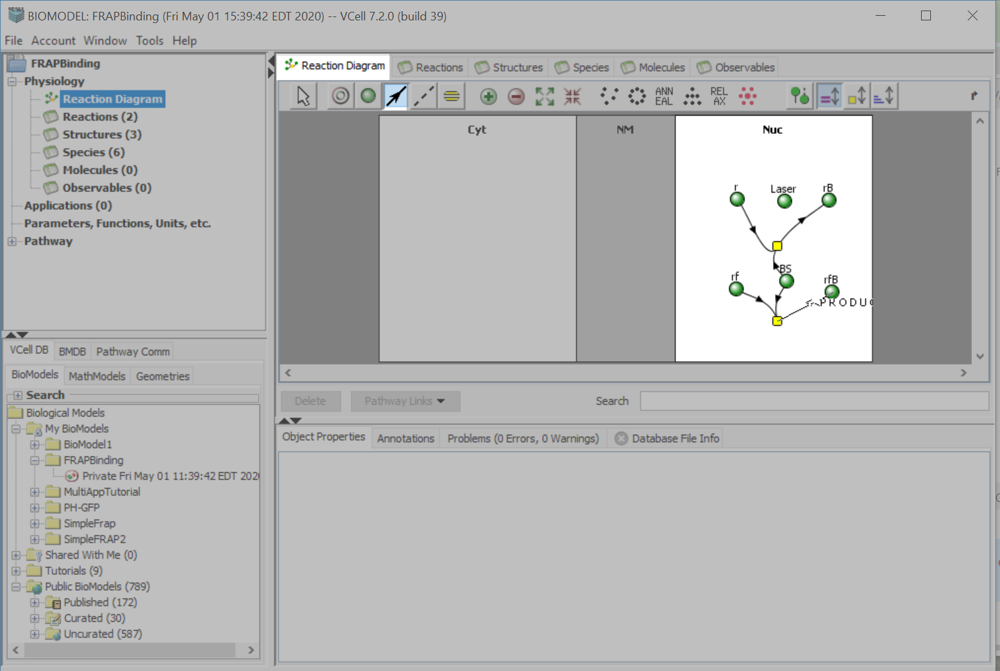 BIOMODEL: FRAPBinding (Fri May 01 15:39:42 EDT 2020) -- VCell 7.2.0 (build 39)
File Account Window Tools Help
FRAPBinding
Physiology
Reaction Diagram
Reactions (2)
Structures (3)
Species (6)
Molecules (0)
Observables (0)
Applications (0)
Parameters, Functions, Units, etc.
Pathway
VCell DB BMDB Pathway Comm
BioModels MathModels Geometries
Search
Biological Models
My BioModels
BioModel1
FRAPBinding
Private Fri May 01 11:39:42 EDT 202
MultiAppTutorial
PH-GFP
SimpleFrap
SimpleFRAP2
Shared With Me (0)
Tutorials (9)
Public BioModels (789)
Published (172)
Curated (30)
Uncurated (587)
Reaction Diagram Reactions Structures Species Molecules Observables
ANN
EAL
REL
AX
Cyt NM Nuc
r Laser rB
BS
rf rfB
PRODUC
Delete Pathway Links Search
Object Properties Annotations Problems (0 Errors, 0 Warnings) Database File Info